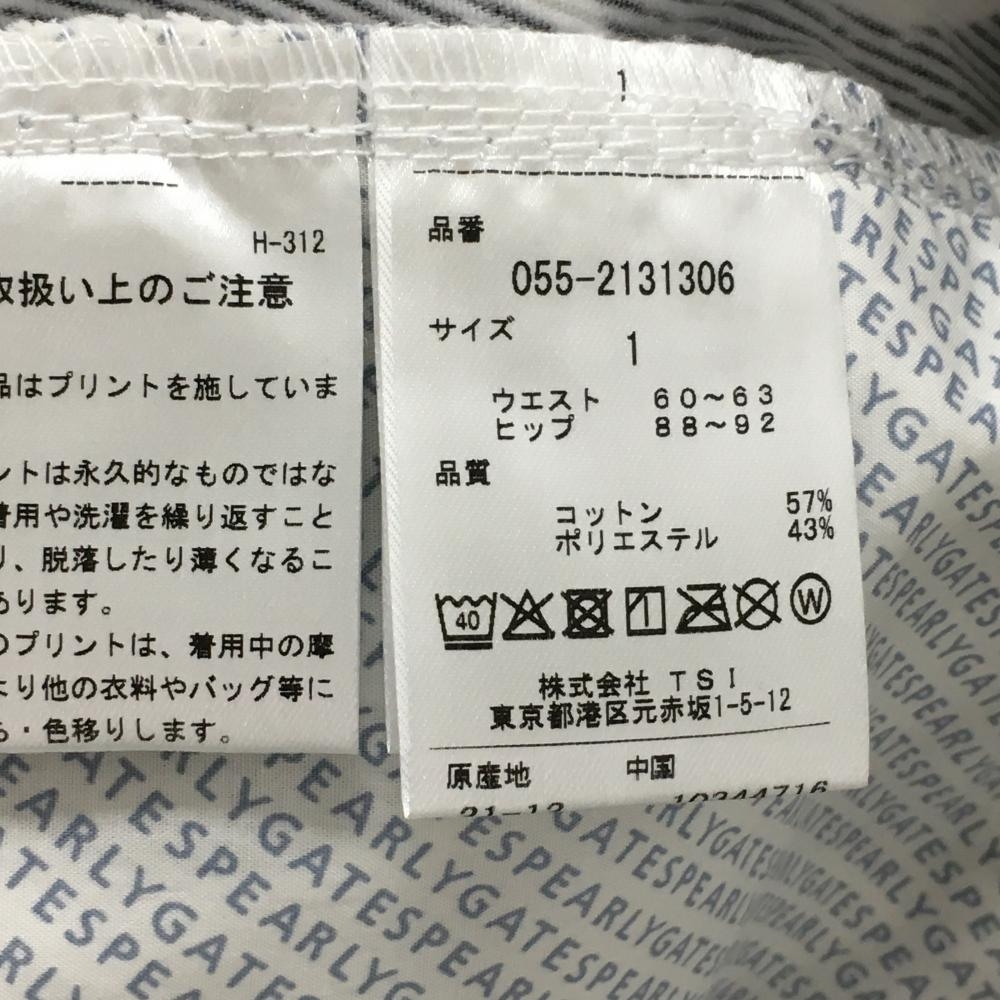 H-312
取扱い上のご注意
品はプリントを施していま
ントは永久的なものではな
着用や洗濯を繰り返すこと
り、脱落したり薄くなるこ
あります。
のプリントは、着用中の摩
より他の衣料やバッグ等に
・色移りします。
1
品番
055-2131306
サイズ
1
ウエスト 60～63
ヒップ 88～92
品質
コットン 57%
ポリエステル 43%
40
W
株式会社 TSI
東京都港区元赤坂1-5-12
原産地 中国
21-12 10344716
PEARLYGATES